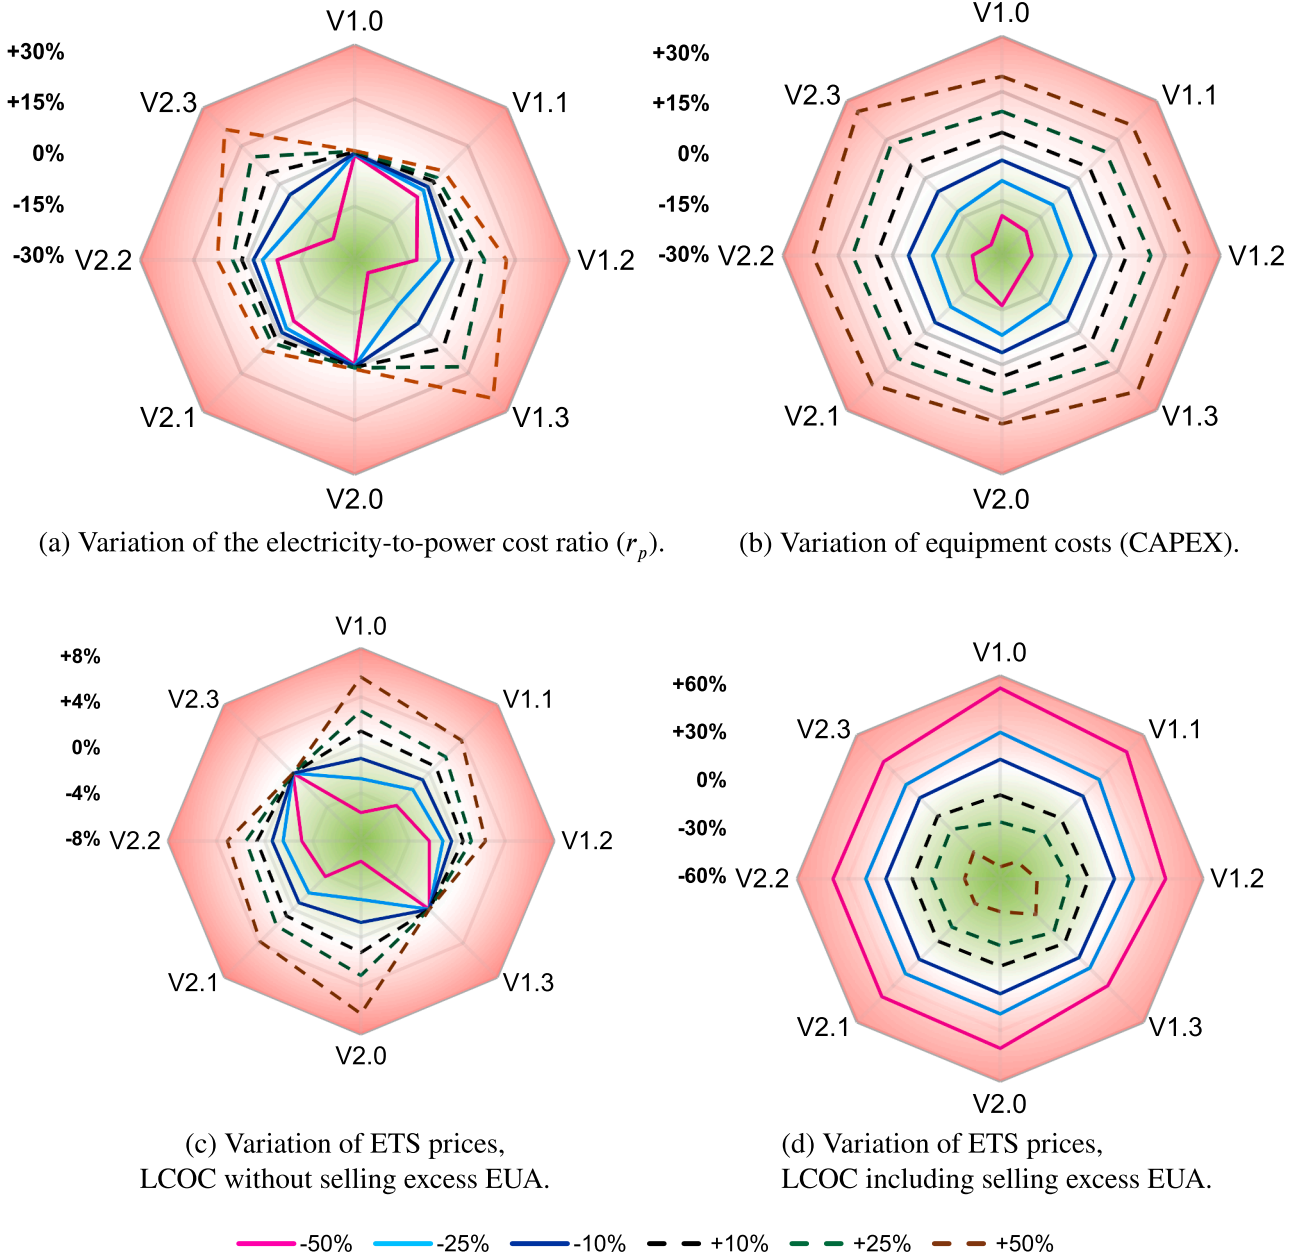 V1.0
V1.0
+30%
+30%
V2.3
V1.1
V2.3
V1.1
+15%
+15%
0%
0%
-15%
-15%
-30%
V2.2
V1.2
-30%
V2.2
V1.2
V2.1
V1.3
V2.1
V1.3
V2.0
V2.0
(a) Variation of the electricity-to-power cost ratio (r_p).
(b) Variation of equipment costs (CAPEX).
V1.0
V1.0
+8%
+60%
V2.3
V1.1
V2.3
V1.1
+4%
+30%
0%
0%
-4%
-30%
-8%
V2.2
V1.2
-60%
V2.2
V1.2
V2.1
V1.3
V2.1
V1.3
V2.0
V2.0
(c) Variation of ETS prices,
LCOC without selling excess EUA.
(d) Variation of ETS prices,
LCOC including selling excess EUA.
-50% -25% -10% +10% +25% +50%